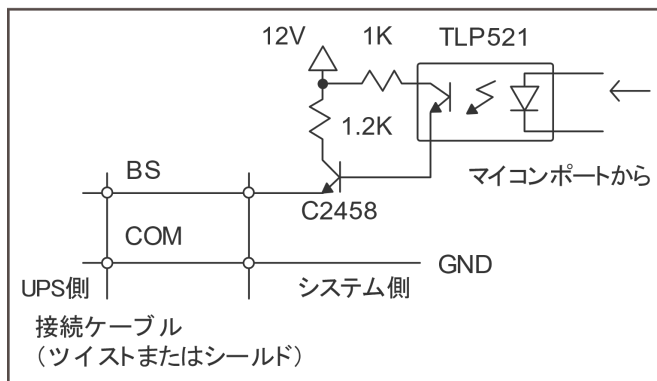 12V
1K
TLP521
1.2K
BS
マイコンポートから
C2458
COM
GND
UPS側
システム側
接続ケーブル
（ツイストまたはシールド）